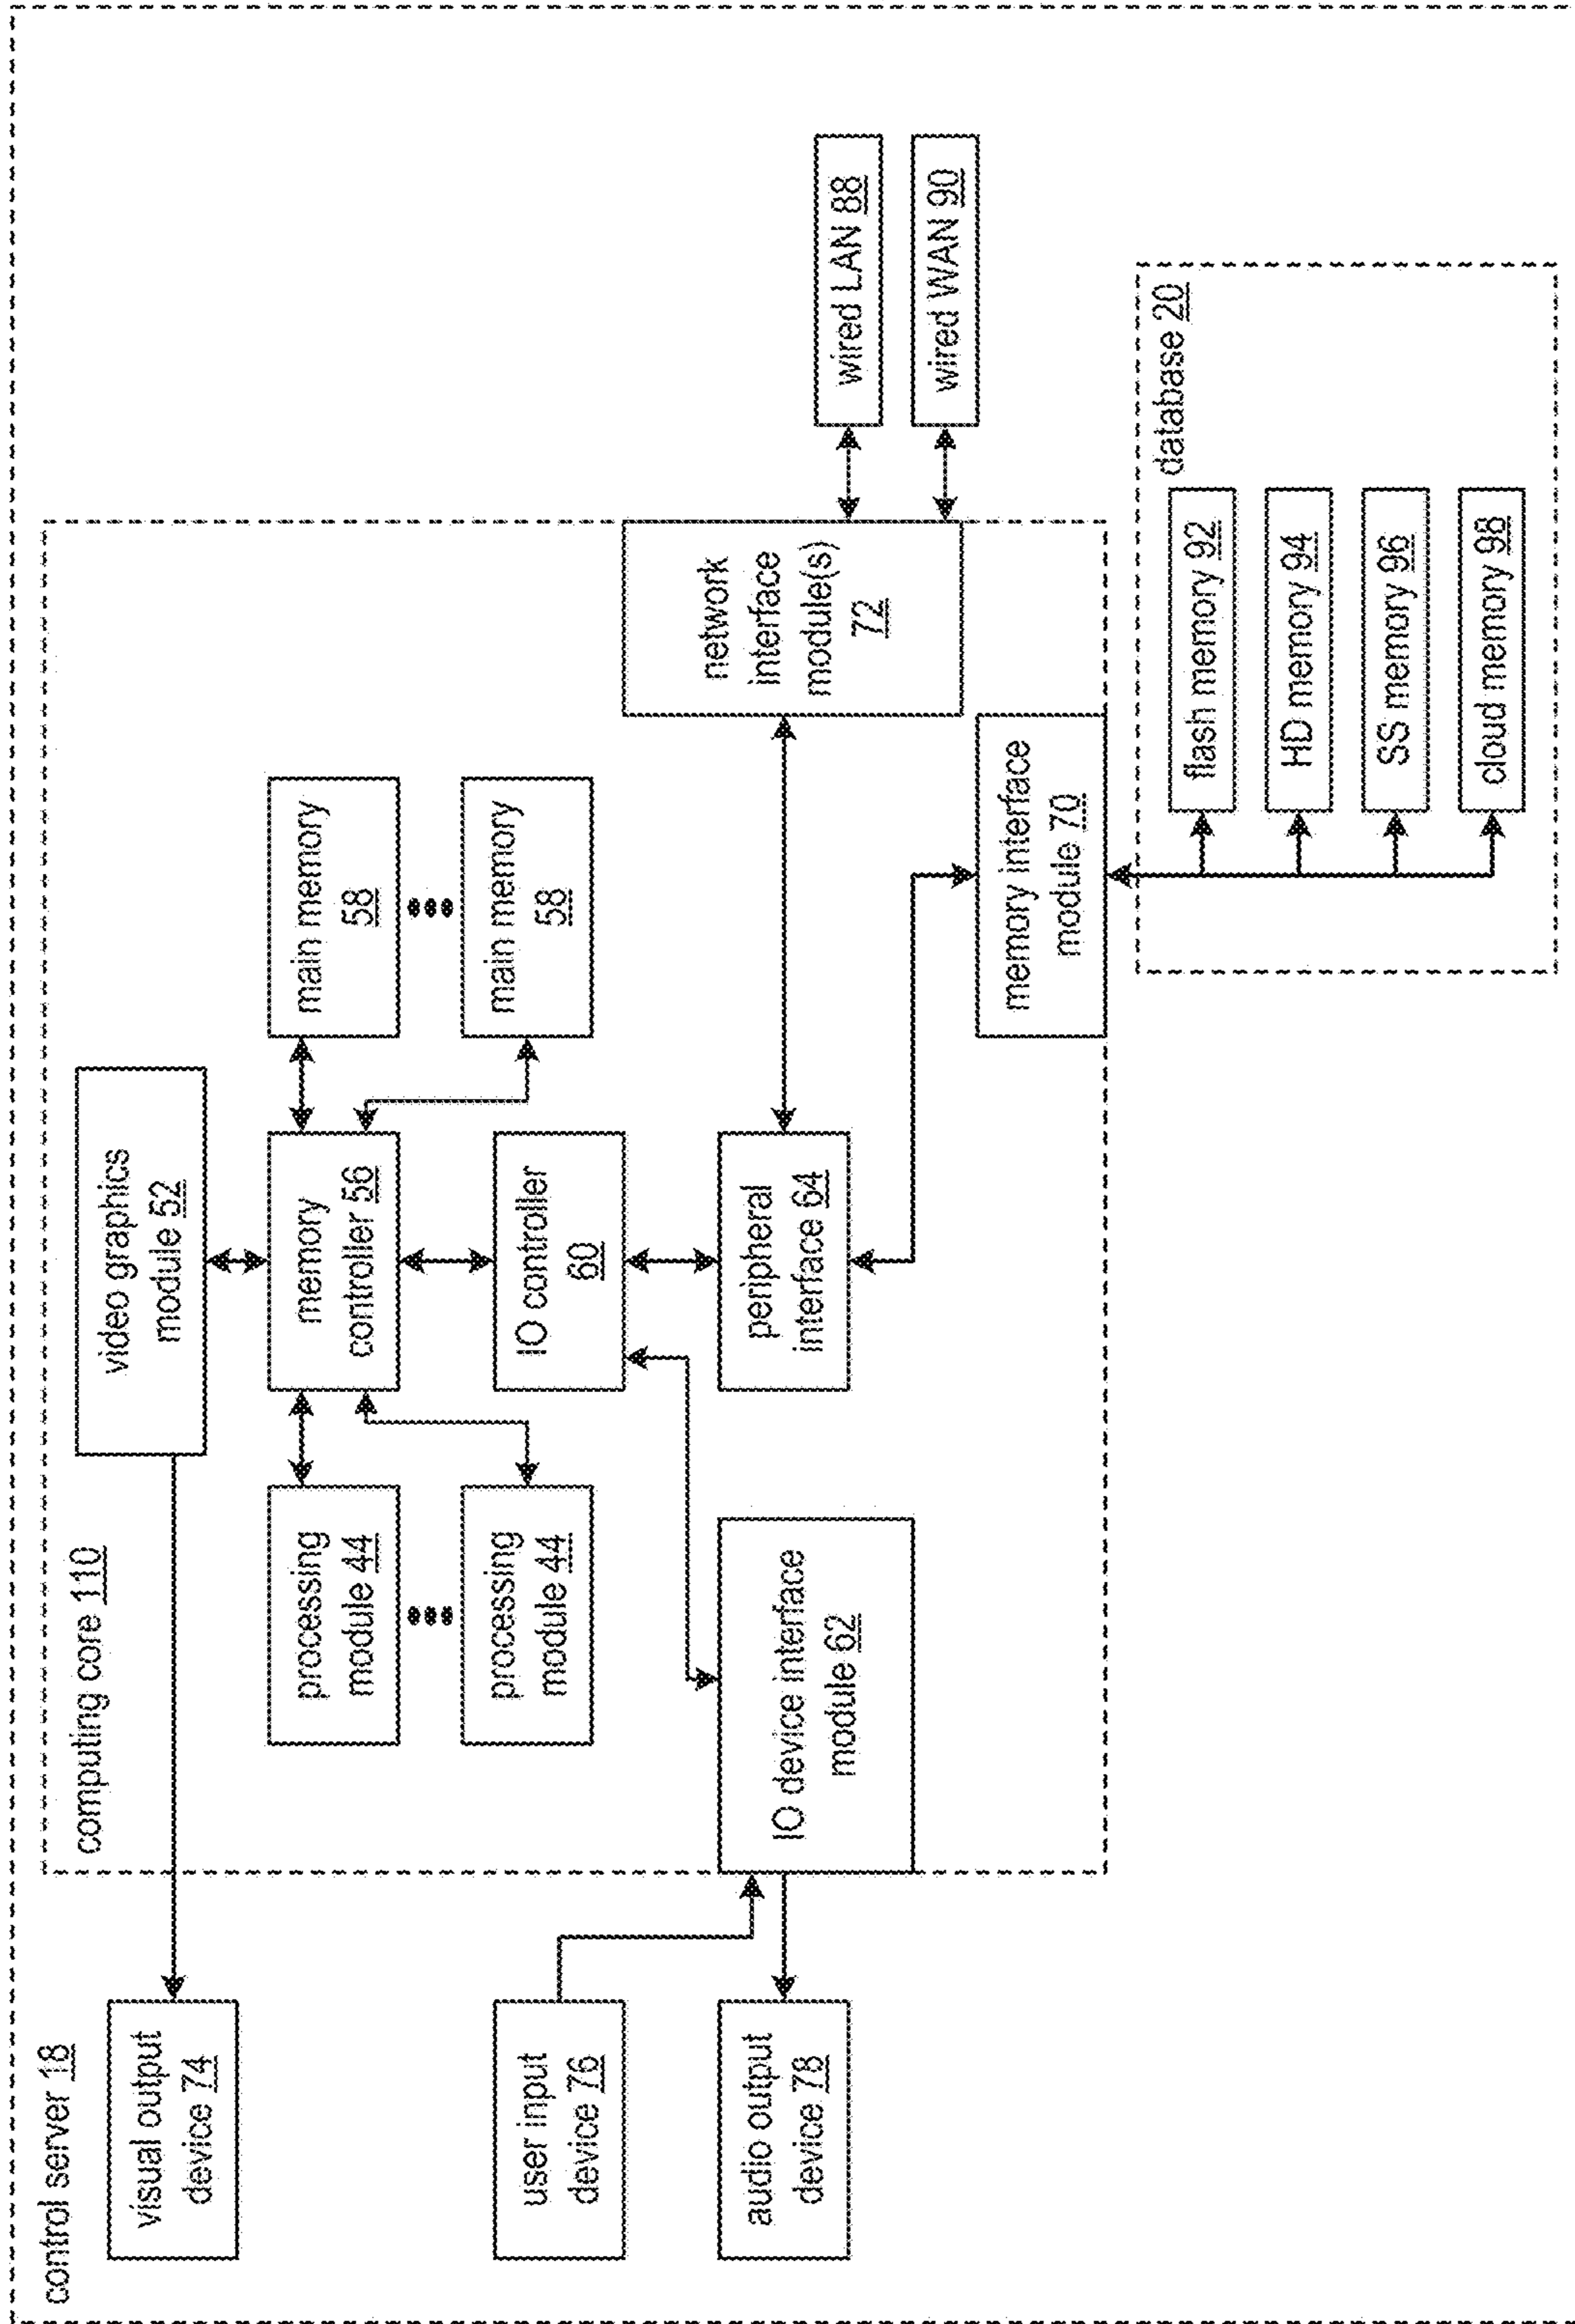 control server 18
computing core 110
visual output
device 74
video graphics
module 52
processing
module 44
memory
controller 56
main memory
58
processing
module 44
main memory
58
user input
device 76
IO controller
60
audio output
device 78
IO device interface
module 62
peripheral
interface 64
network
interface
module(s)
72
wired LAN 88
wired WAN 90
memory interface
module 70
database 20
flash memory 92
HD memory 94
SS memory 96
cloud memory 98